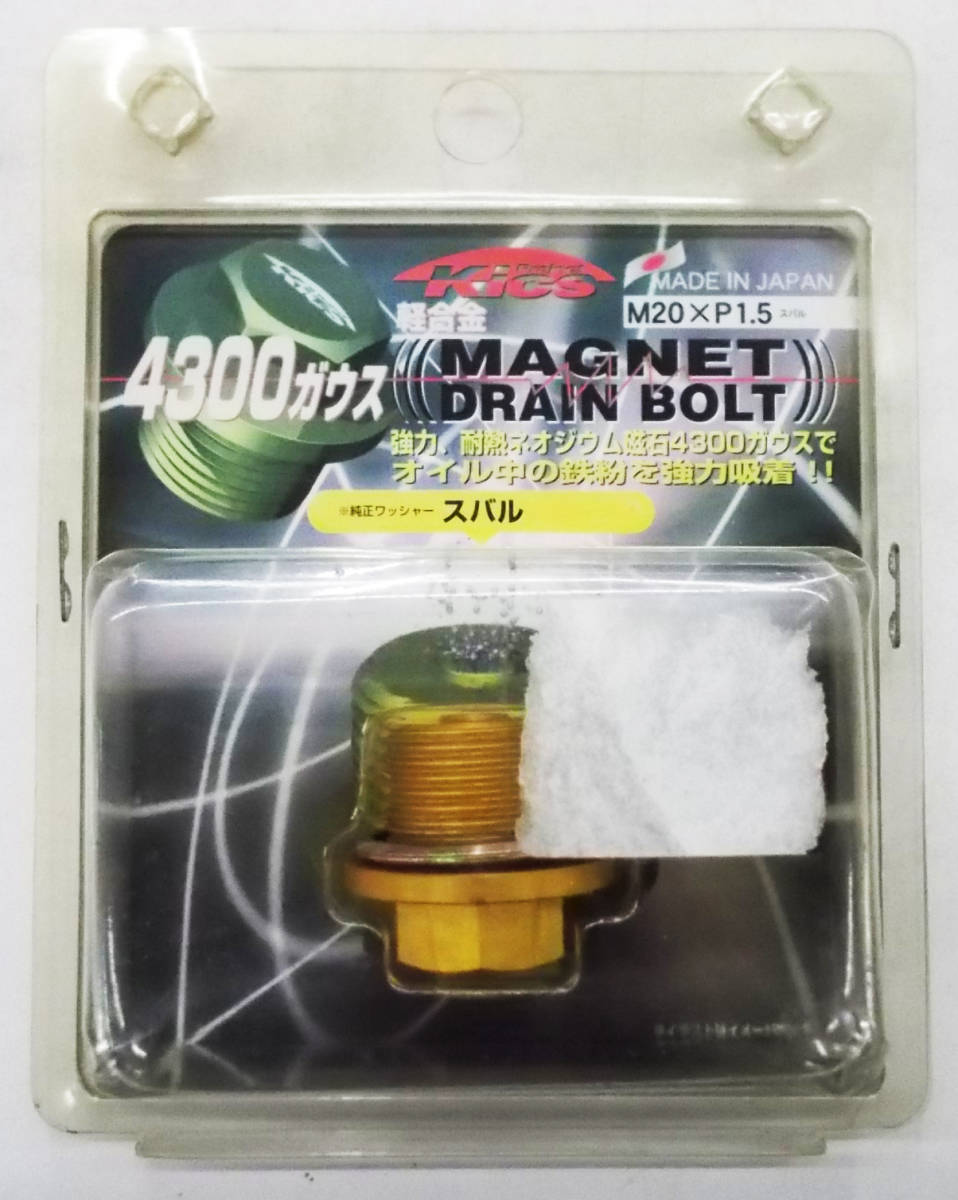 Kics
MADE IN JAPAN
M20×P1.5 スバル
軽合金
4300ガウス
MAGNET
DRAIN BOLT
強力、耐熱ネオジウム磁石4300ガウスで
オイル中の鉄粉を強力吸着!!
※純正ワッシャー スバル